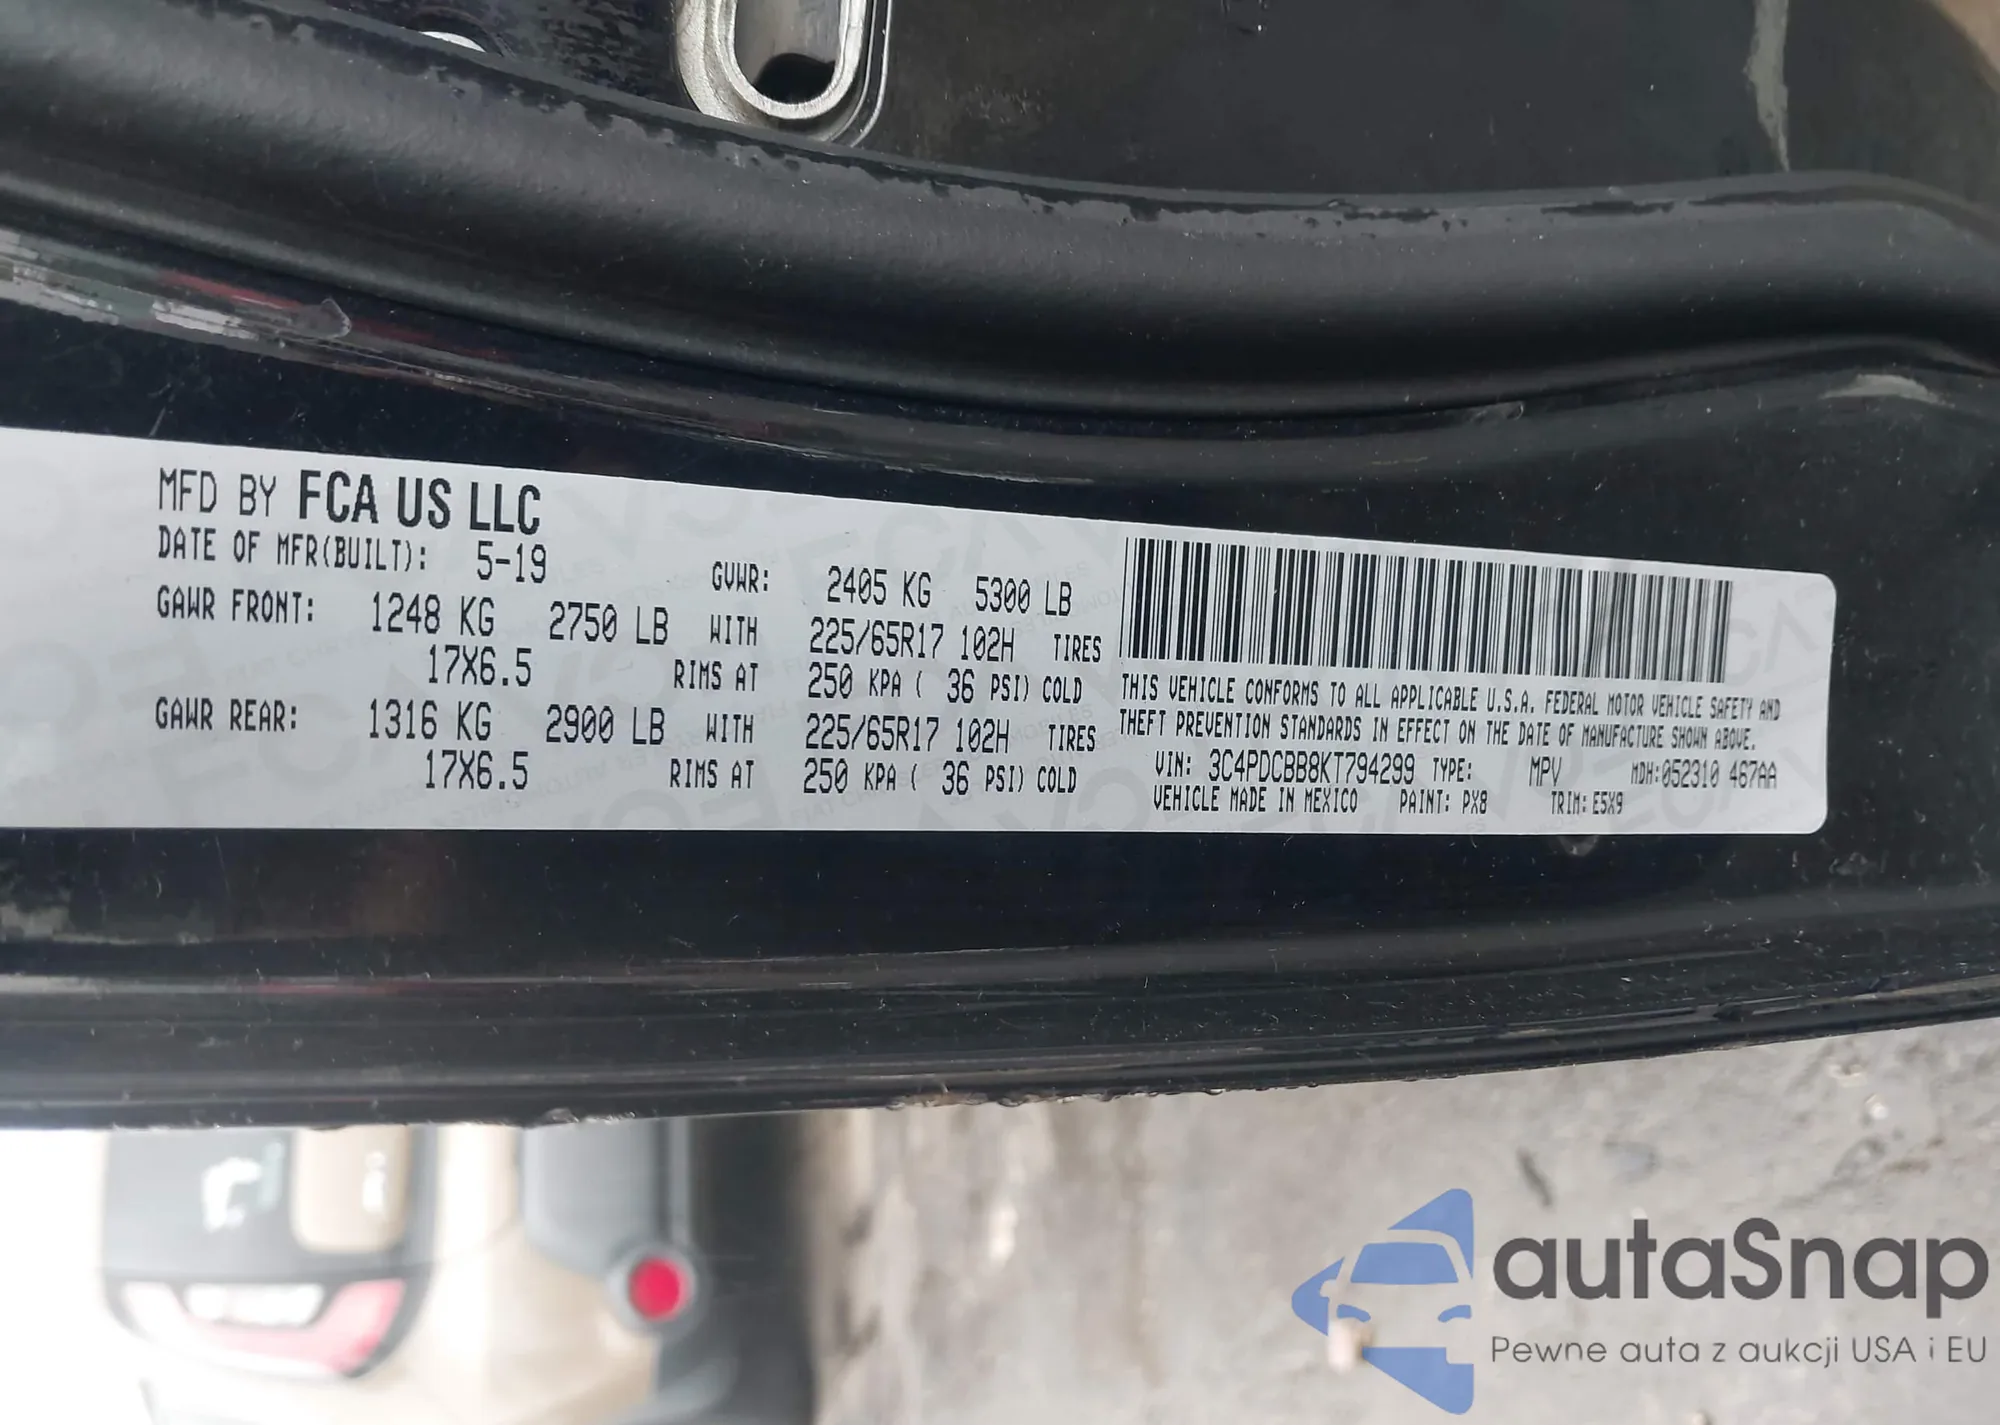 MFD BY FCA US LLC
DATE OF MFR(BUILT): 5-19 GVWR: 2405 KG 5300 LB
GAWR FRONT: 1248 KG 2750 LB WITH 225/65R17 102H TIRES
17X6.5 RIMS AT 250 KPA ( 36 PSI) COLD
GAWR REAR: 1316 KG 2900 LB WITH 225/65R17 102H TIRES
17X6.5 RIMS AT 250 KPA ( 36 PSI) COLD
THIS VEHICLE CONFORMS TO ALL APPLICABLE U.S.A. FEDERAL MOTOR VEHICLE SAFETY AND
THEFT PREVENTION STANDARDS IN EFFECT ON THE DATE OF MANUFACTURE SHOWN ABOVE.
VIN: 3C4PDCBB8KT794299 TYPE: MPV MDH:052310 467AA
VEHICLE MADE IN MEXICO PAINT: PX8 TRIM: E5X9
autaSnap
Pewne auta z aukcji USA i EU